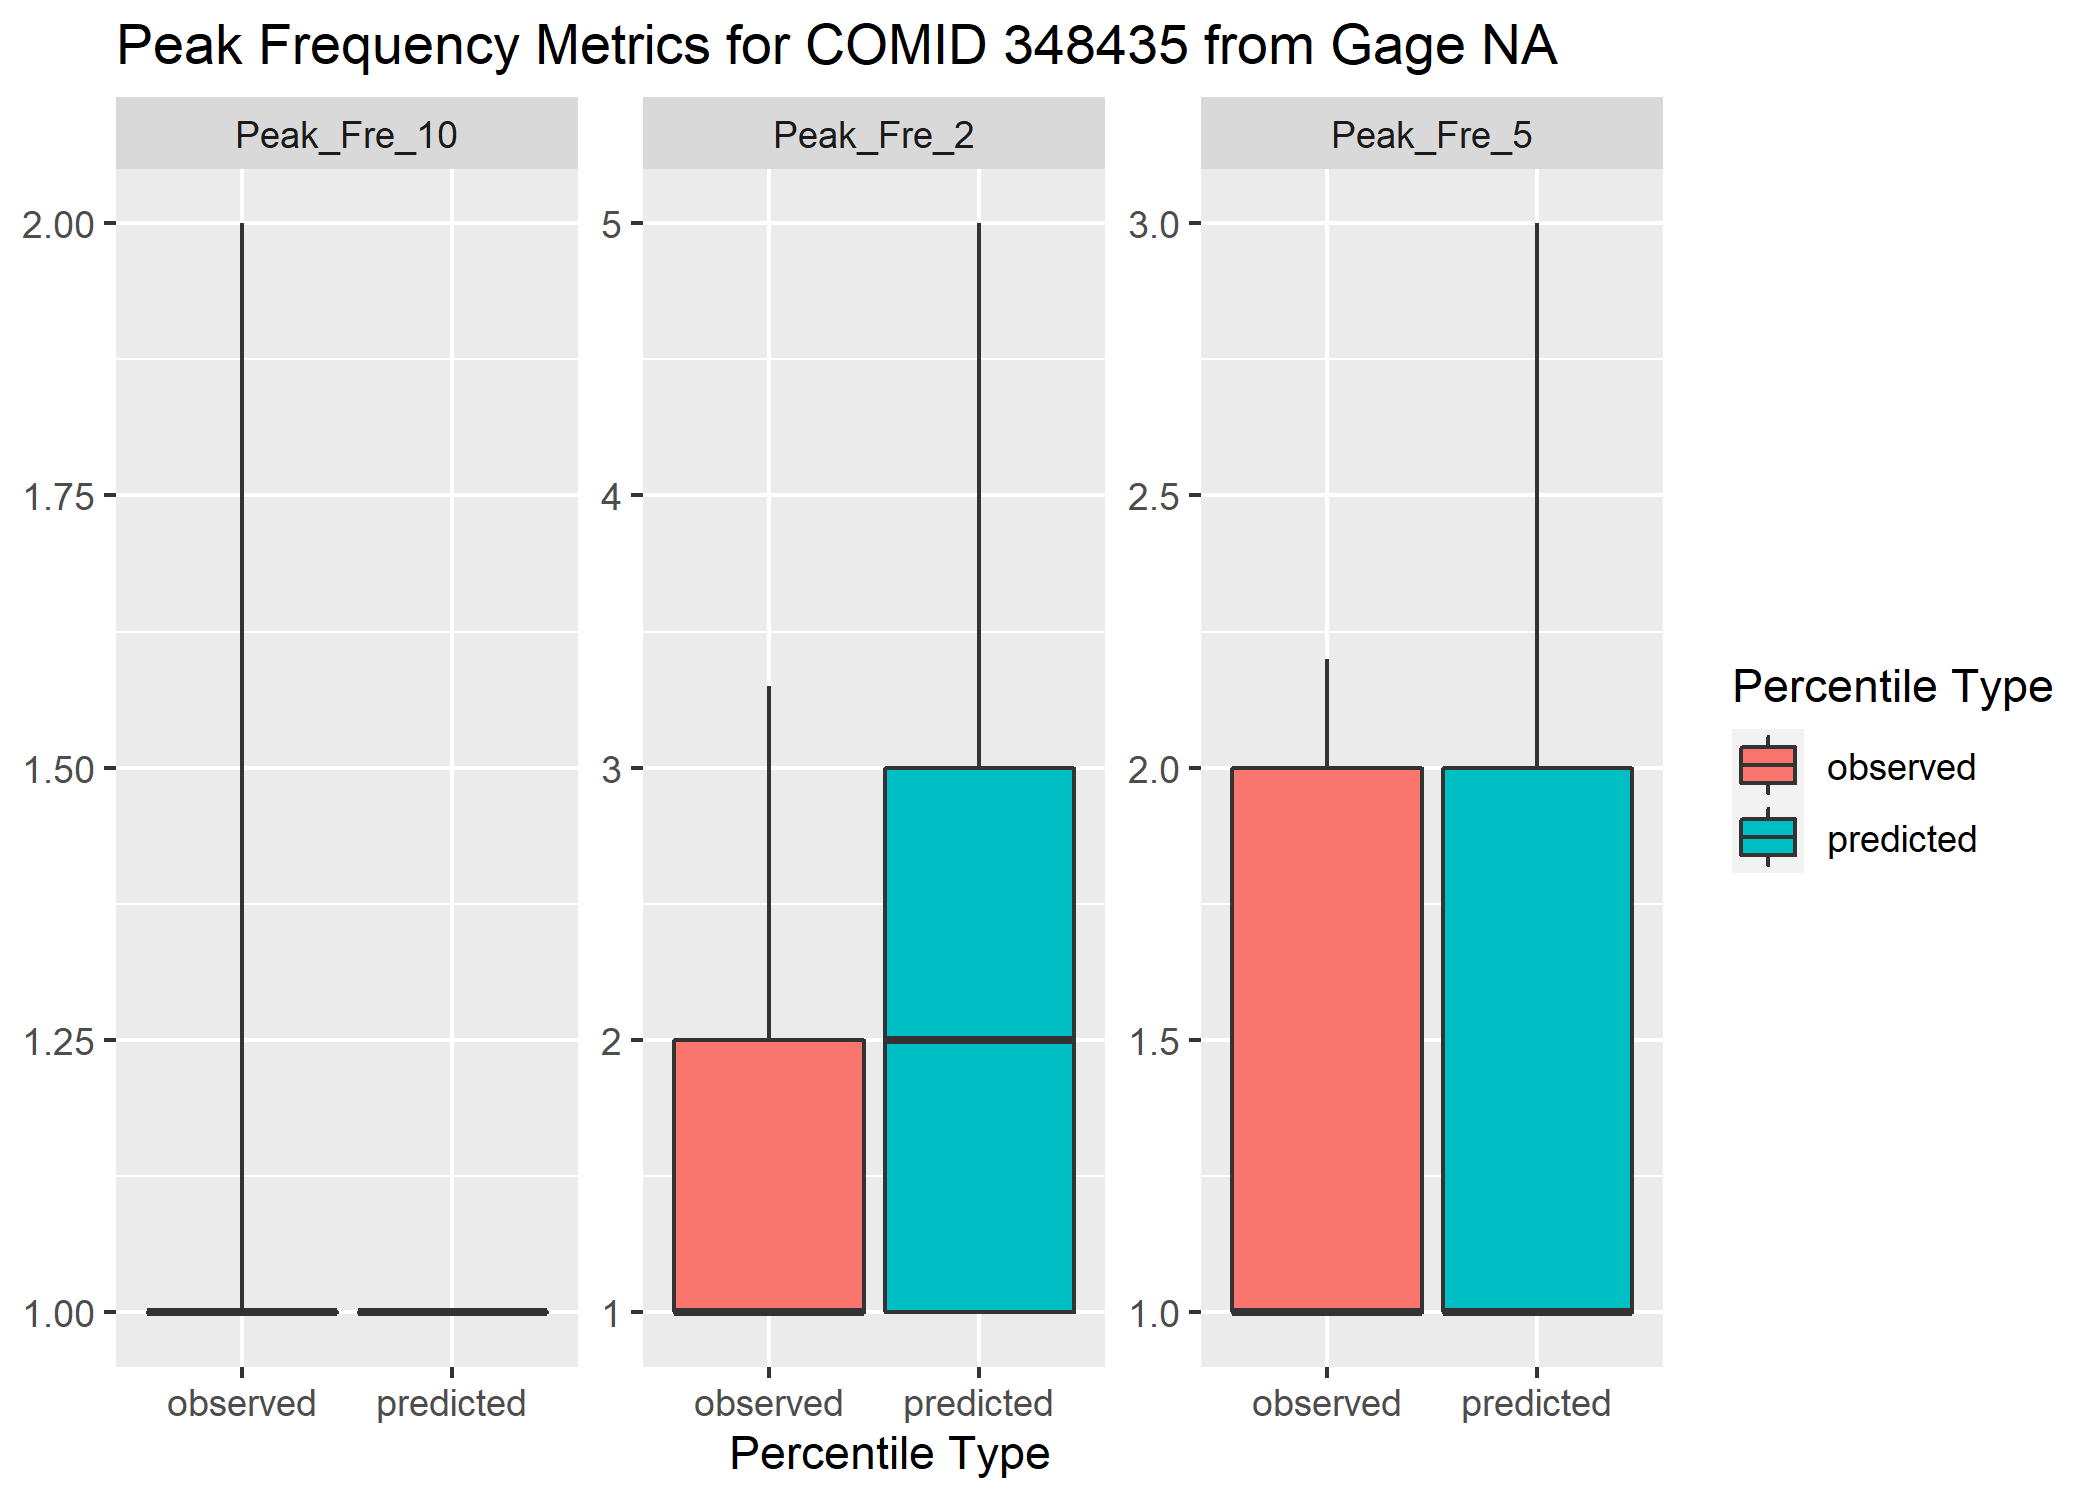 Peak Frequency Metrics for COMID 348435 from Gage NA
Peak_Fre_10
Peak_Fre_2
Peak_Fre_5
2.00
1.75
1.50
1.25
1.00
5
4
3
2
1
3.0
2.5
2.0
1.5
1.0
observed
predicted
observed
predicted
observed
predicted
Percentile Type
Percentile Type
observed
predicted